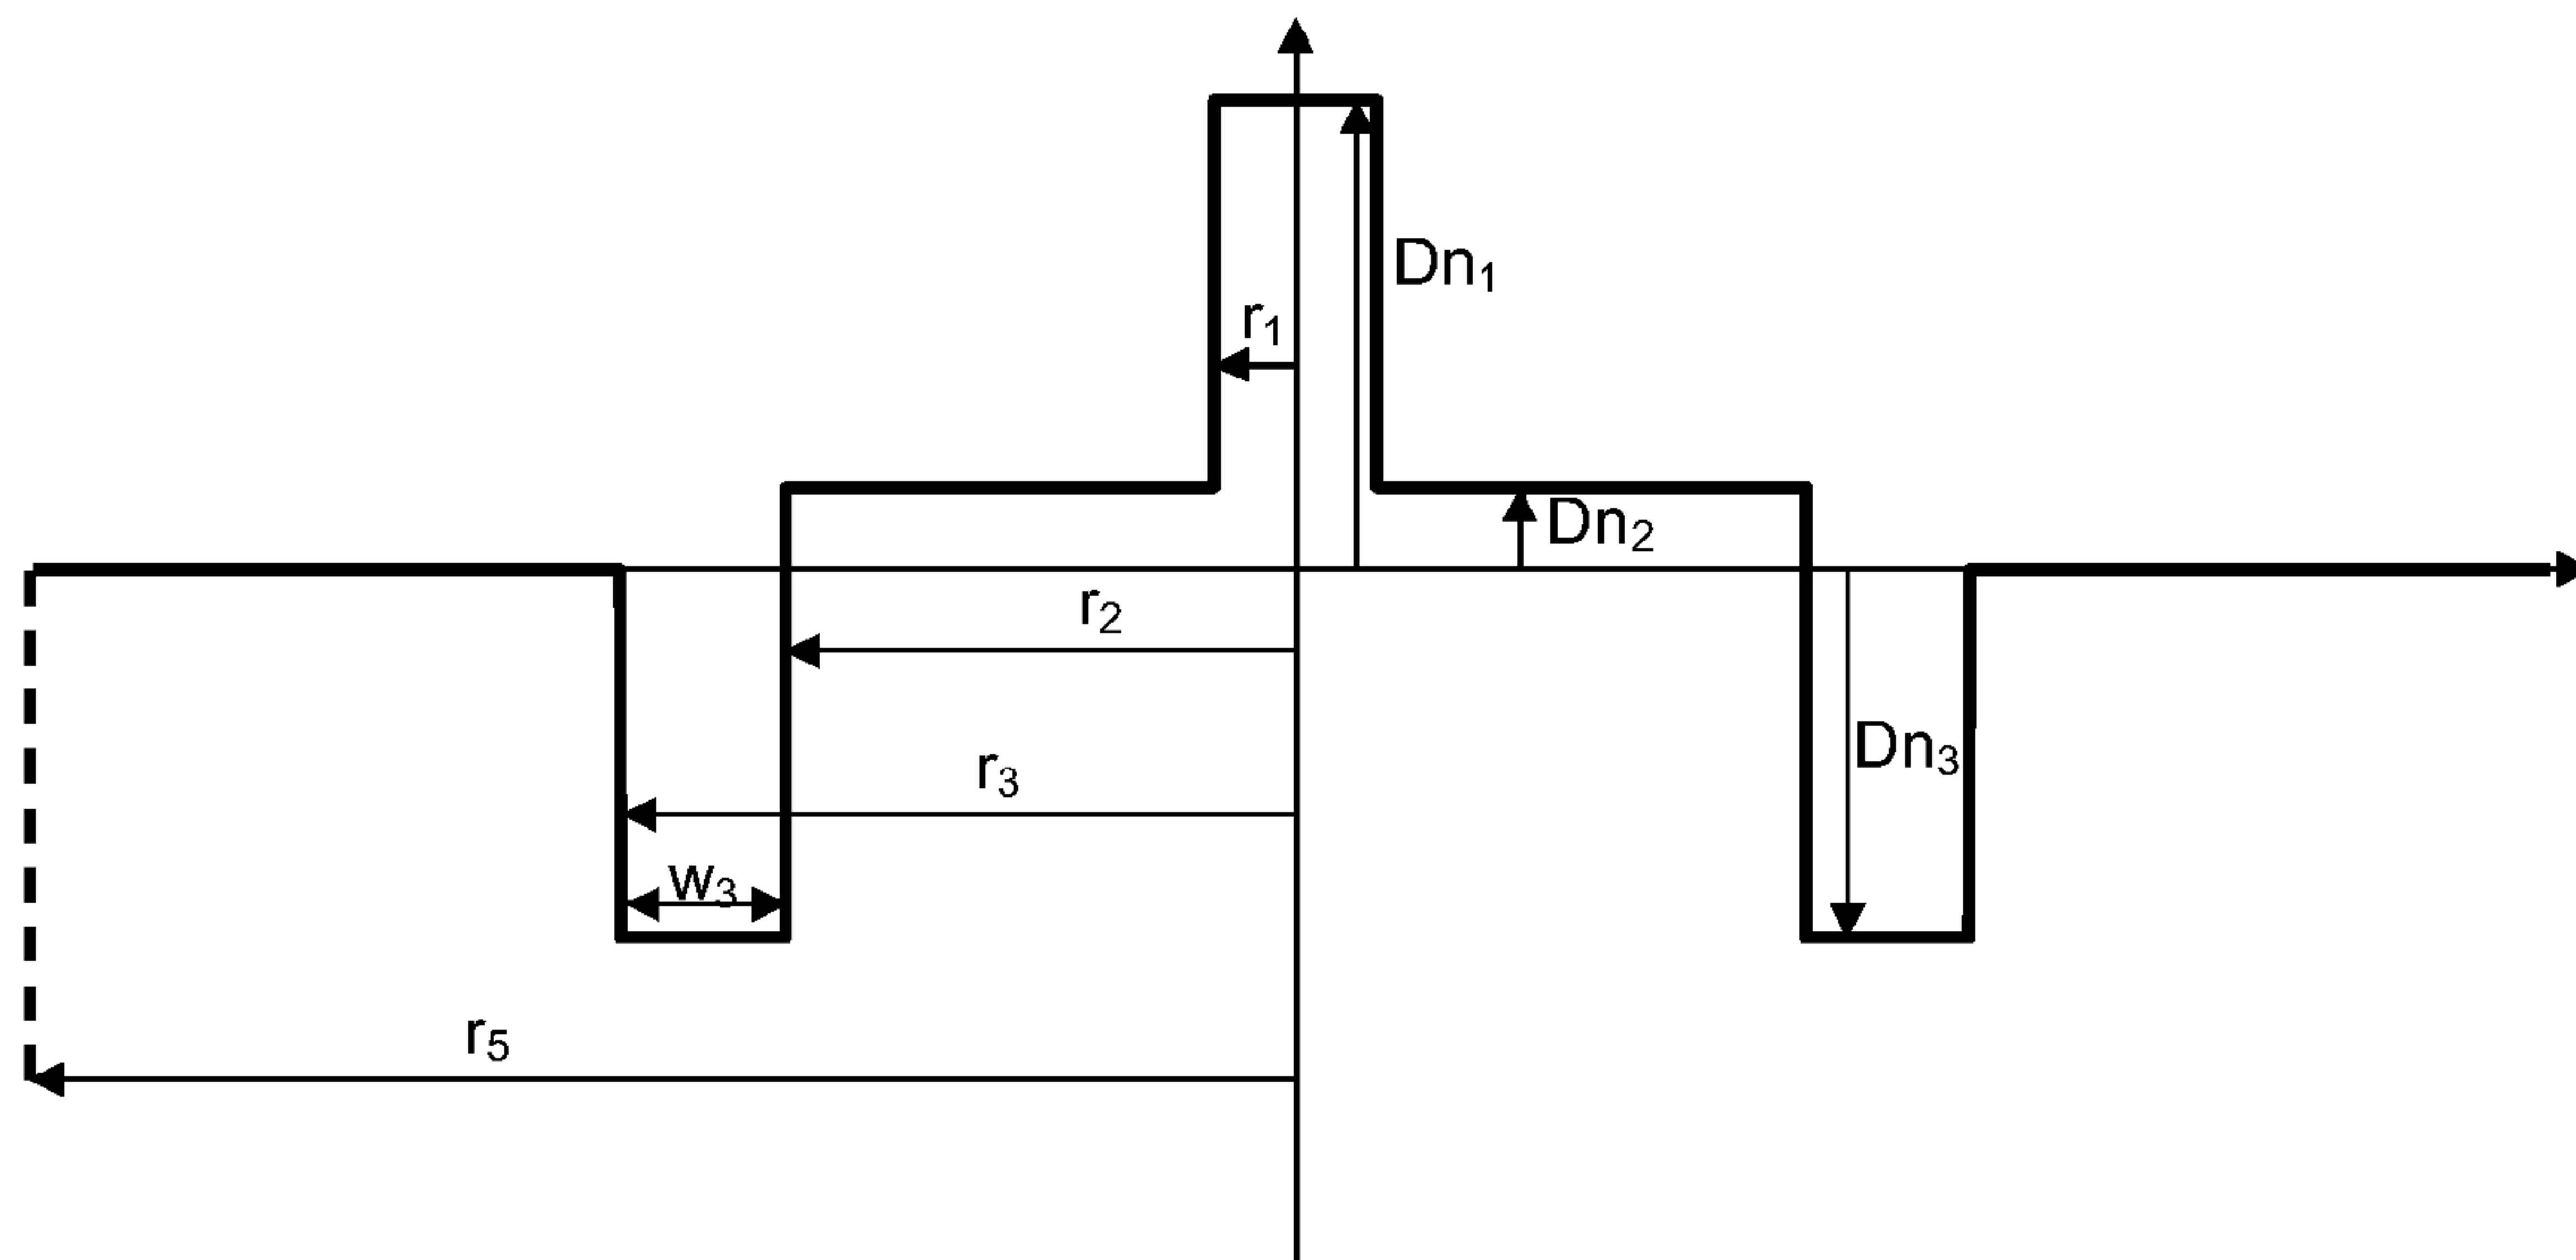 Dn₁
r₁
Dn₂
r₂
Dn₃
r₃
w₃
r₅